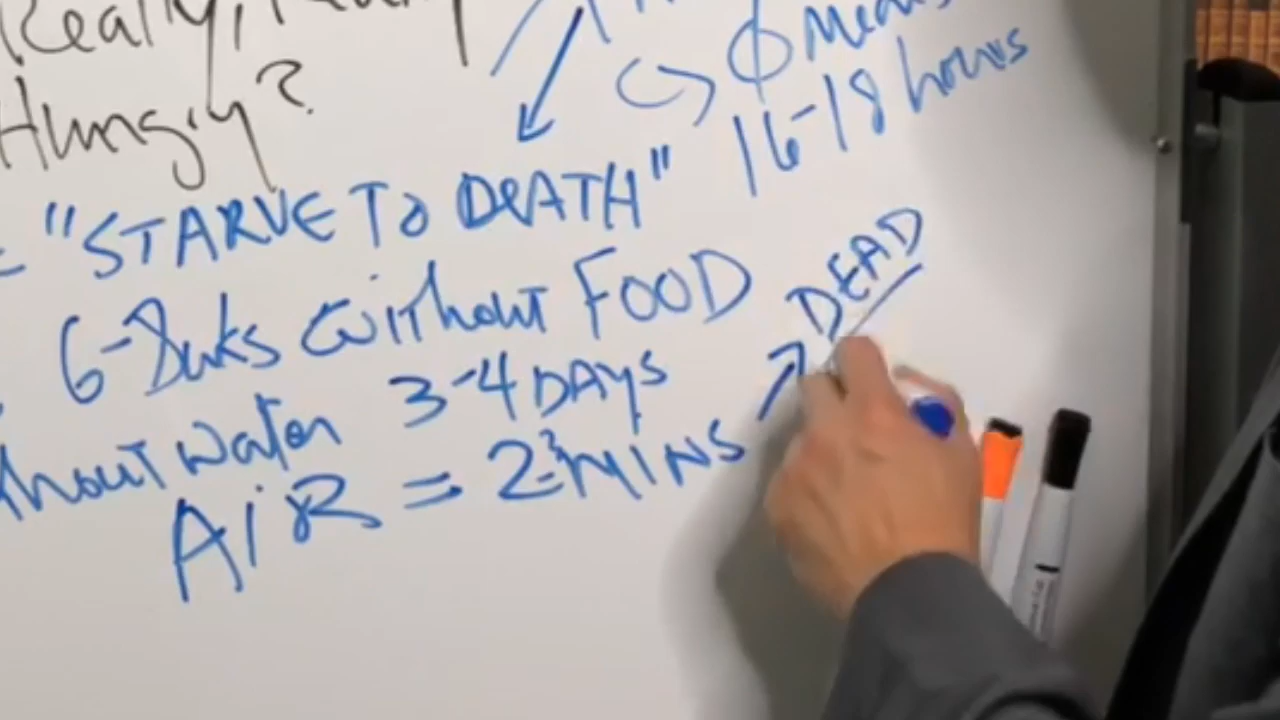 Really,
Hungry?
16-18 hours
"STARVE TO DEATH"
6-8wks without FOOD
thout water 3-4 DAYS
AIR = 2-3 MINS
DEAD